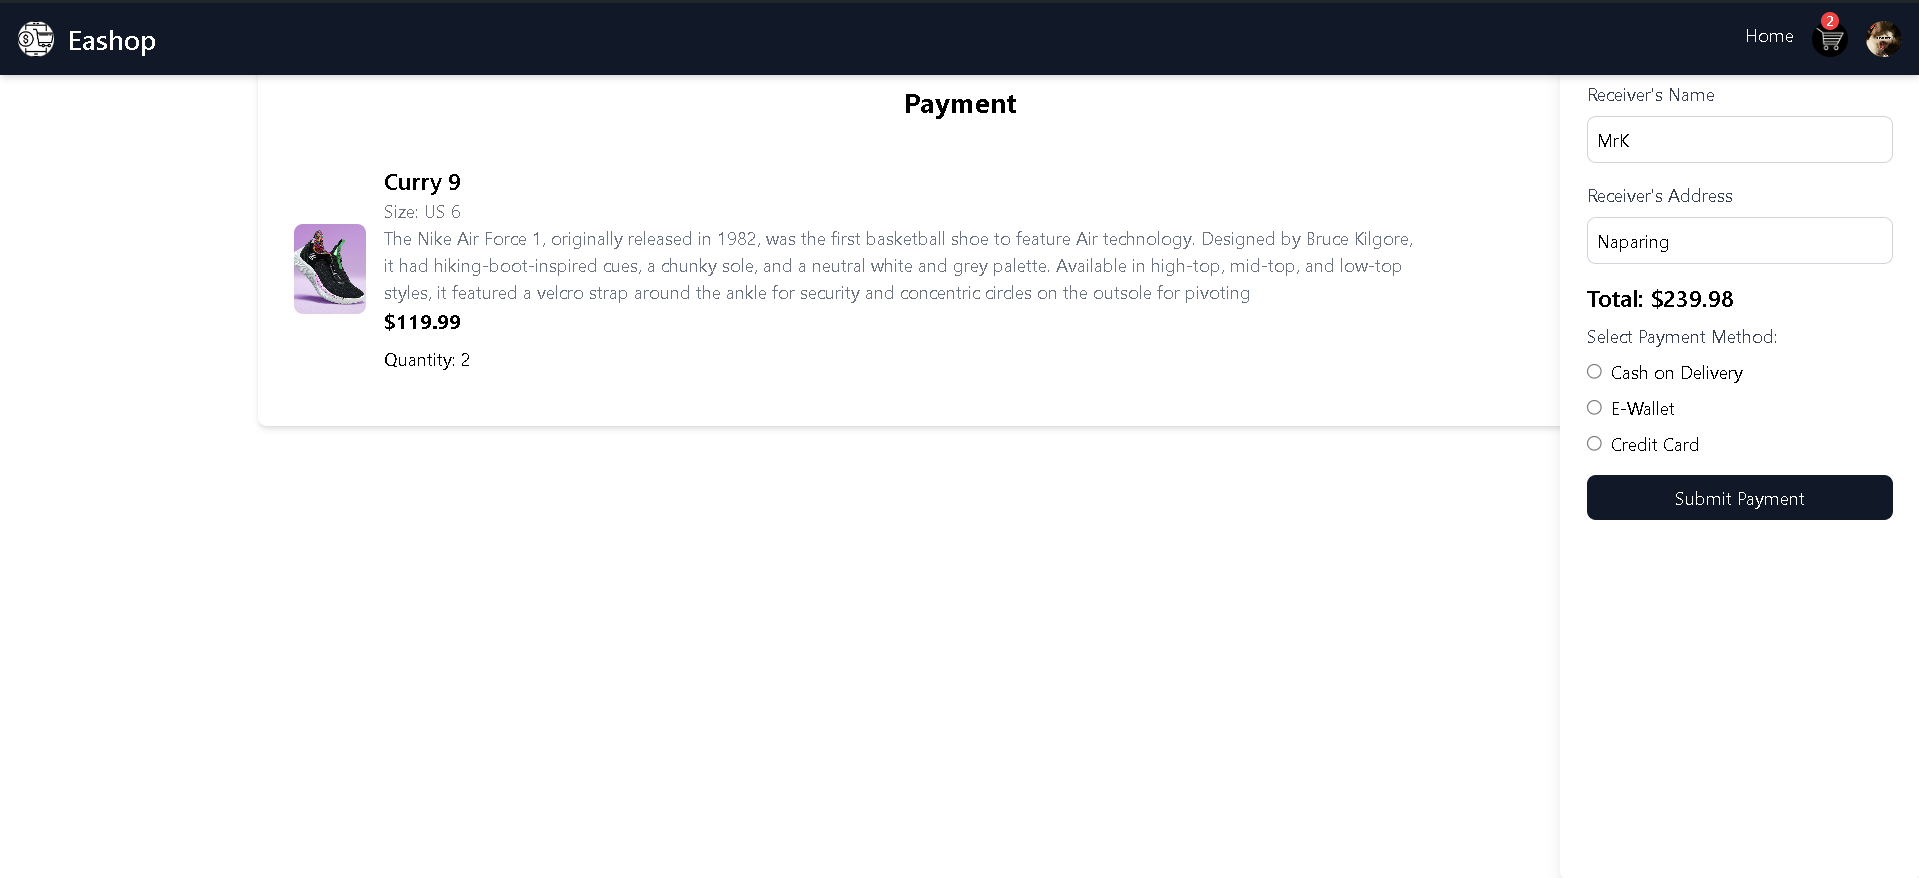 Eashop
Home
2
Payment
Curry 9
Size: US 6
The Nike Air Force 1, originally released in 1982, was the first basketball shoe to feature Air technology. Designed by Bruce Kilgore,
it had hiking-boot-inspired cues, a chunky sole, and a neutral white and grey palette. Available in high-top, mid-top, and low-top
styles, it featured a velcro strap around the ankle for security and concentric circles on the outsole for pivoting
$119.99
Quantity: 2
Receiver's Name
MrK
Receiver's Address
Naparing
Total: $239.98
Select Payment Method:
Cash on Delivery
E-Wallet
Credit Card
Submit Payment